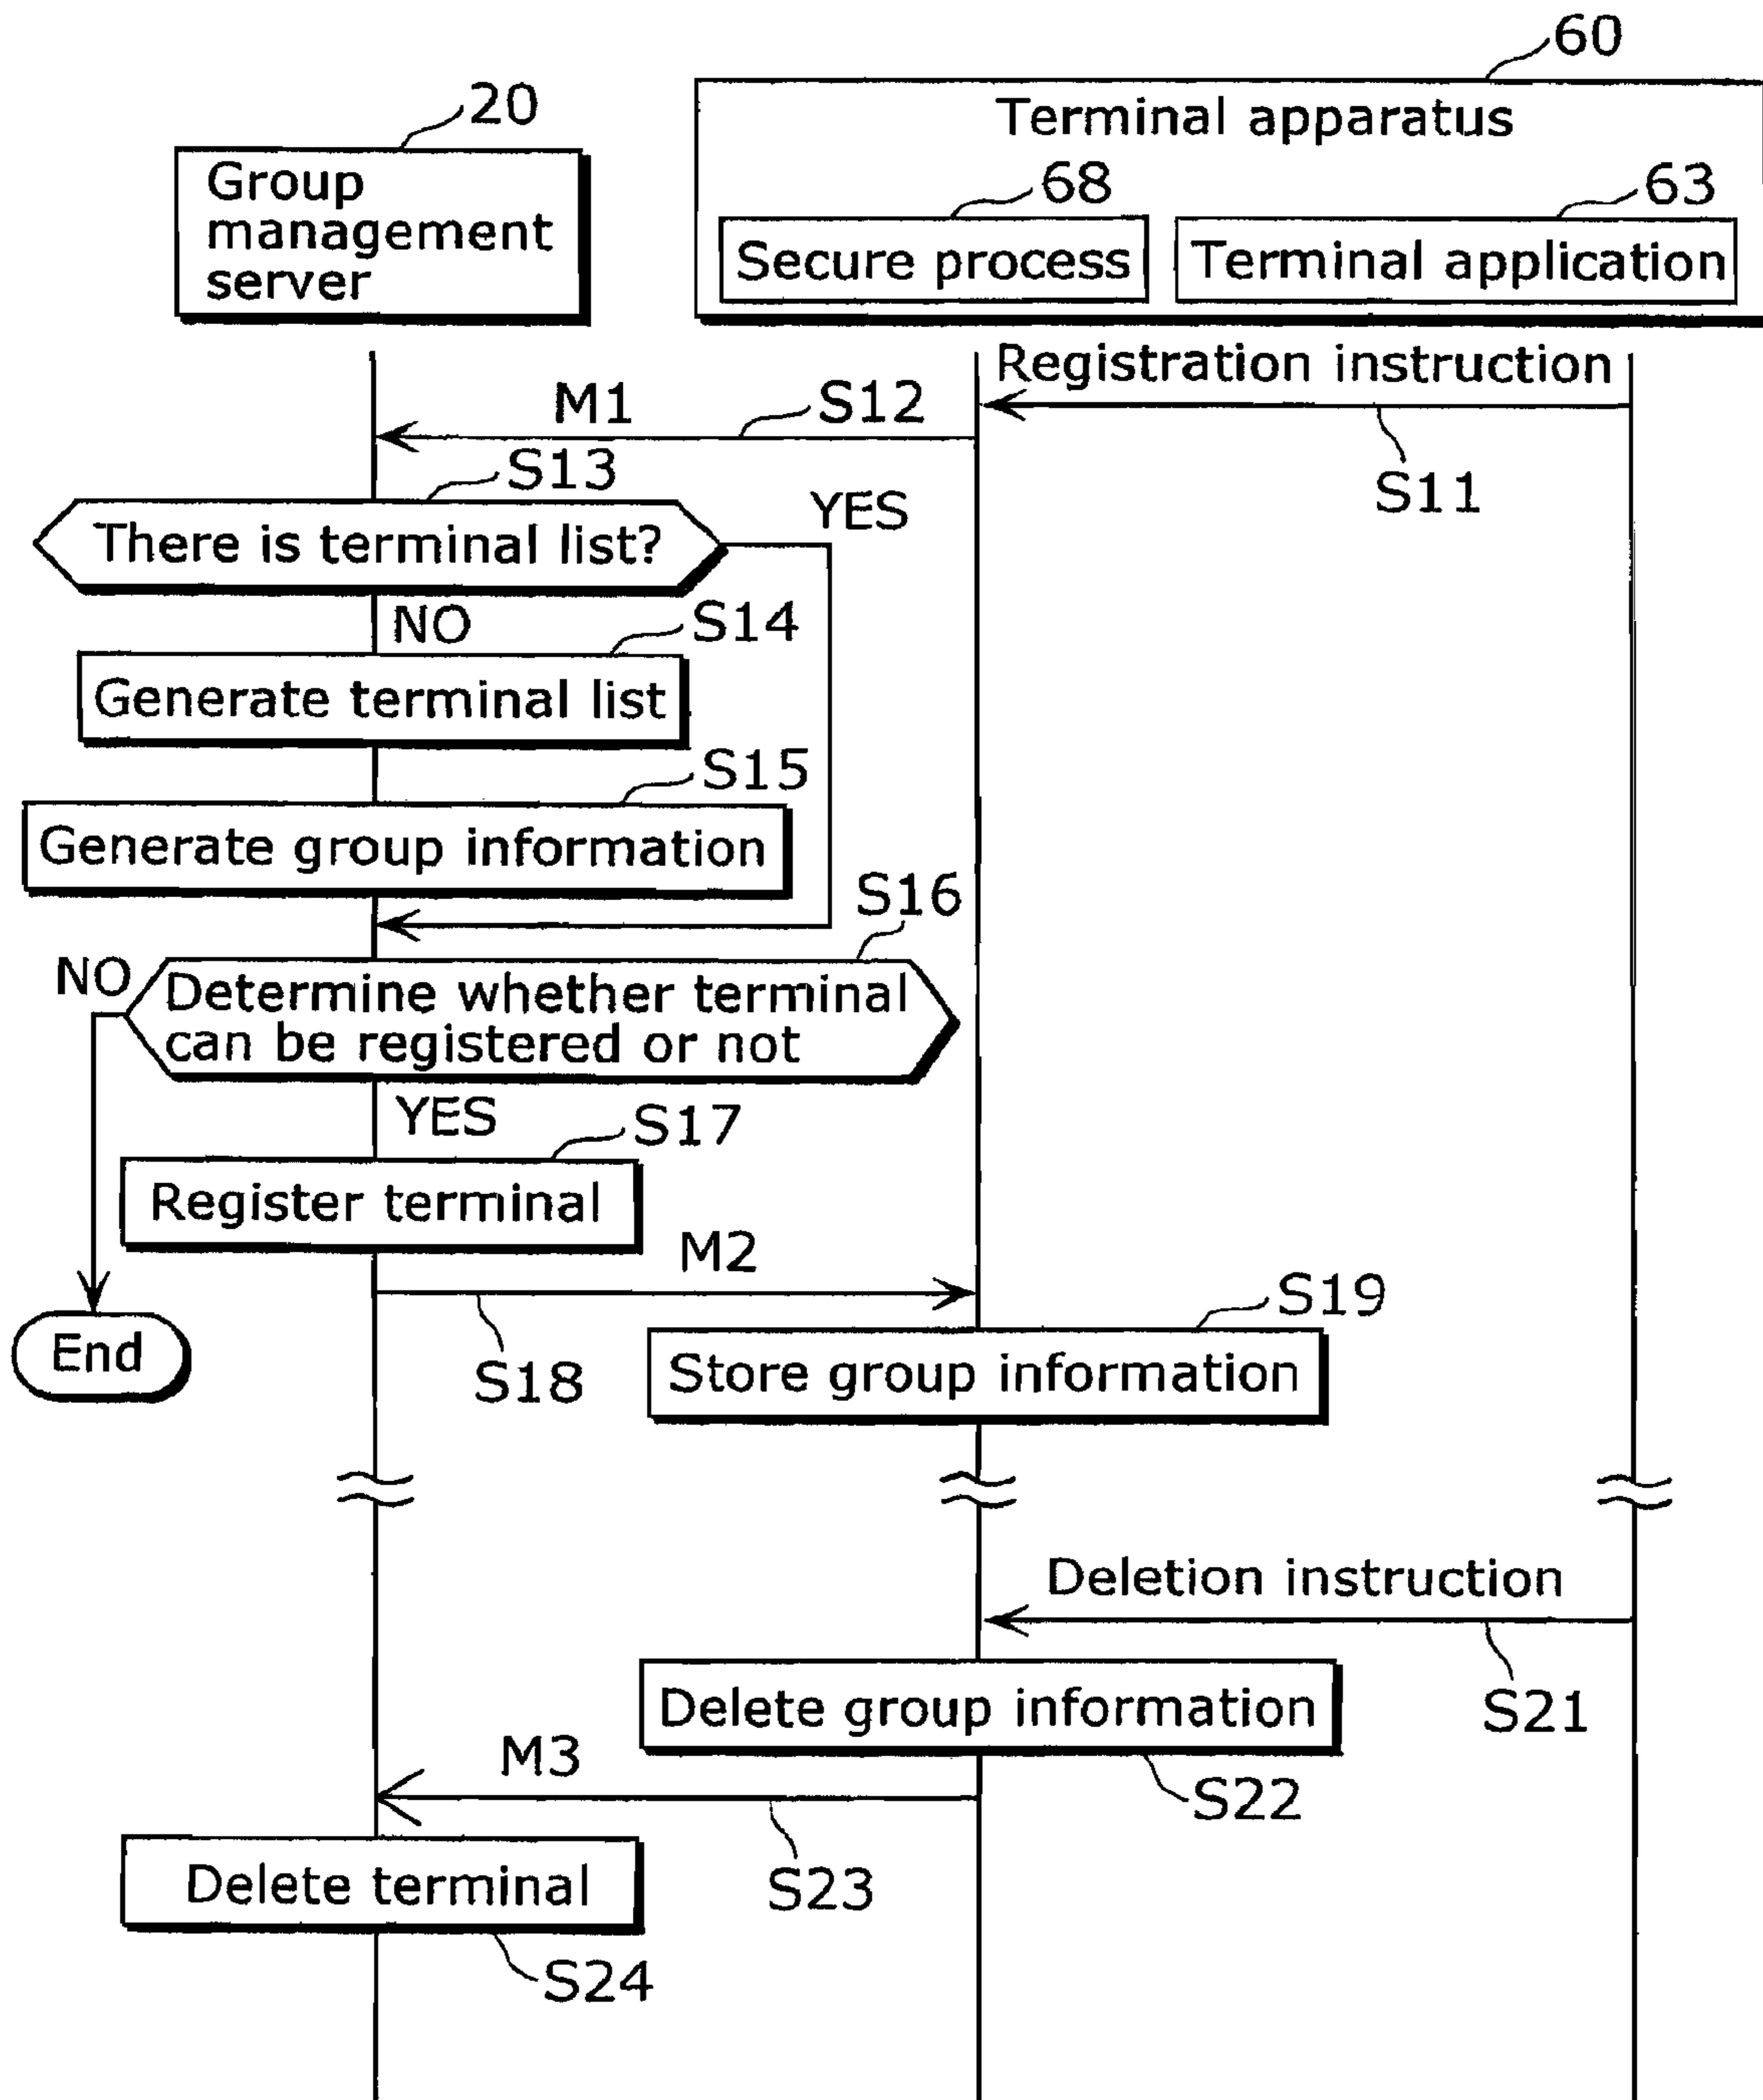 60
20
Terminal apparatus
Group
management
server
68
63
Secure process
Terminal application
Registration instruction
M1
S12
S13
S11
YES
There is terminal list?
NO
S14
Generate terminal list
S15
Generate group information
S16
NO
Determine whether terminal
can be registered or not
YES
S17
Register terminal
M2
S19
End
S18
Store group information
Deletion instruction
Delete group information
S21
M3
S22
Delete terminal
S23
S24